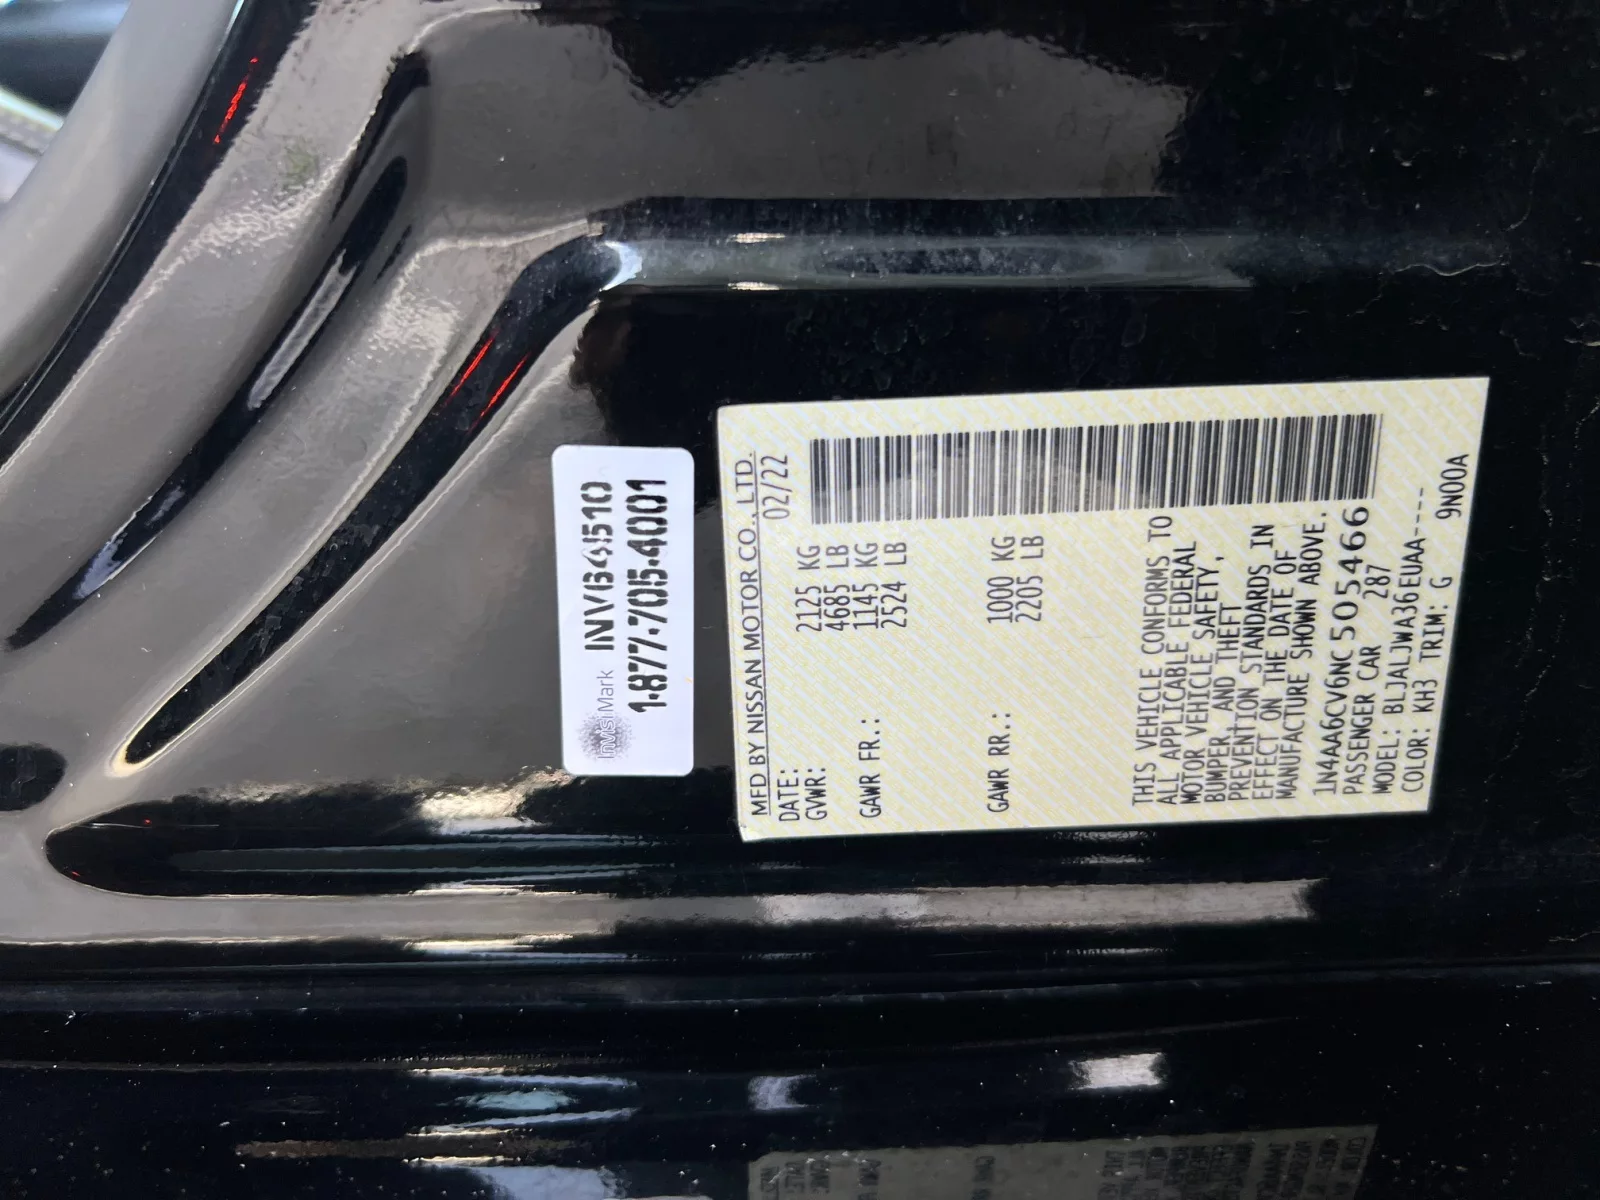 InvisiMark INVB4I510
1-877-705-4001
MFD BY NISSAN MOTOR CO., LTD.
DATE: 02/22
GVWR: 2125 KG
4685 LB
GAWR FR.: 1145 KG
2524 LB
GAWR RR.: 1000 KG
2205 LB
THIS VEHICLE CONFORMS TO
ALL APPLICABLE FEDERAL
MOTOR VEHICLE SAFETY,
BUMPER, AND THEFT
PREVENTION STANDARDS IN
EFFECT ON THE DATE OF
MANUFACTURE SHOWN ABOVE.
1N4AA6CV6NC505466
PASSENGER CAR 287
MODEL: BLJALJWA36EUAA----
COLOR: KH3 TRIM: G 9N00A